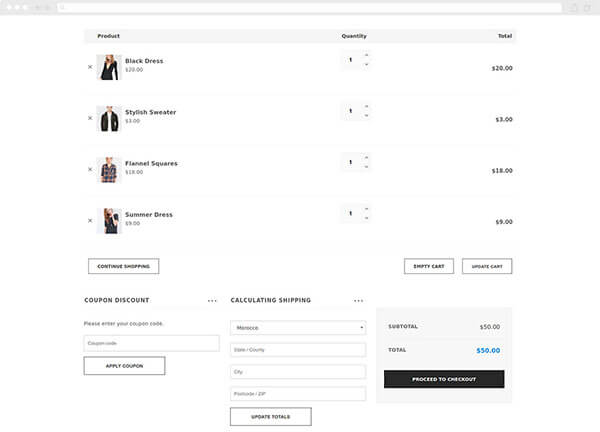 Product Quantity Total
× Black Dress
$20.00
1
$20.00
× Stylish Sweater
$3.00
1
$3.00
× Flannel Squares
$18.00
1
$18.00
× Summer Dress
$9.00
1
$9.00
CONTINUE SHOPPING EMPTY CART UPDATE CART
COUPON DISCOUNT
Please enter your coupon code.
Coupon code
APPLY COUPON
CALCULATING SHIPPING
Morocco
State / County
City
Postcode / ZIP
UPDATE TOTALS
SUBTOTAL $50.00
TOTAL $50.00
PROCEED TO CHECKOUT